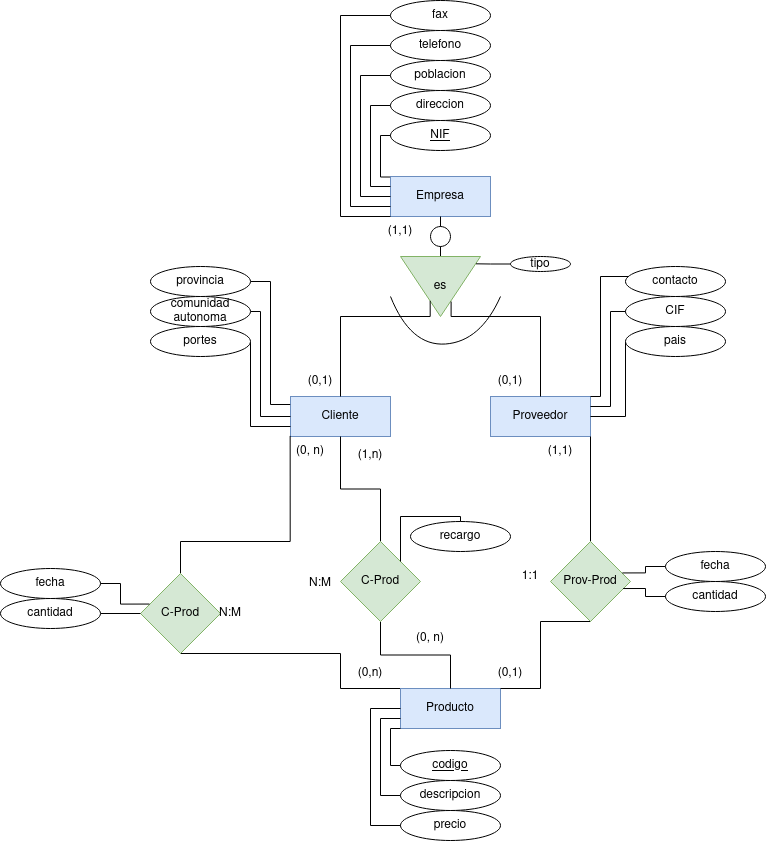 fax
telefono
poblacion
direccion
NIF
Empresa
(1,1)
es
tipo
provincia
comunidad
autonoma
portes
contacto
CIF
pais
(0,1)
(0,1)
Cliente
Proveedor
(0, n)
(1,n)
(1,1)
recargo
fecha
cantidad
C-Prod
N:M
N:M
C-Prod
1:1
Prov-Prod
fecha
cantidad
(0, n)
(0,n)
(0,1)
Producto
codigo
descripcion
precio